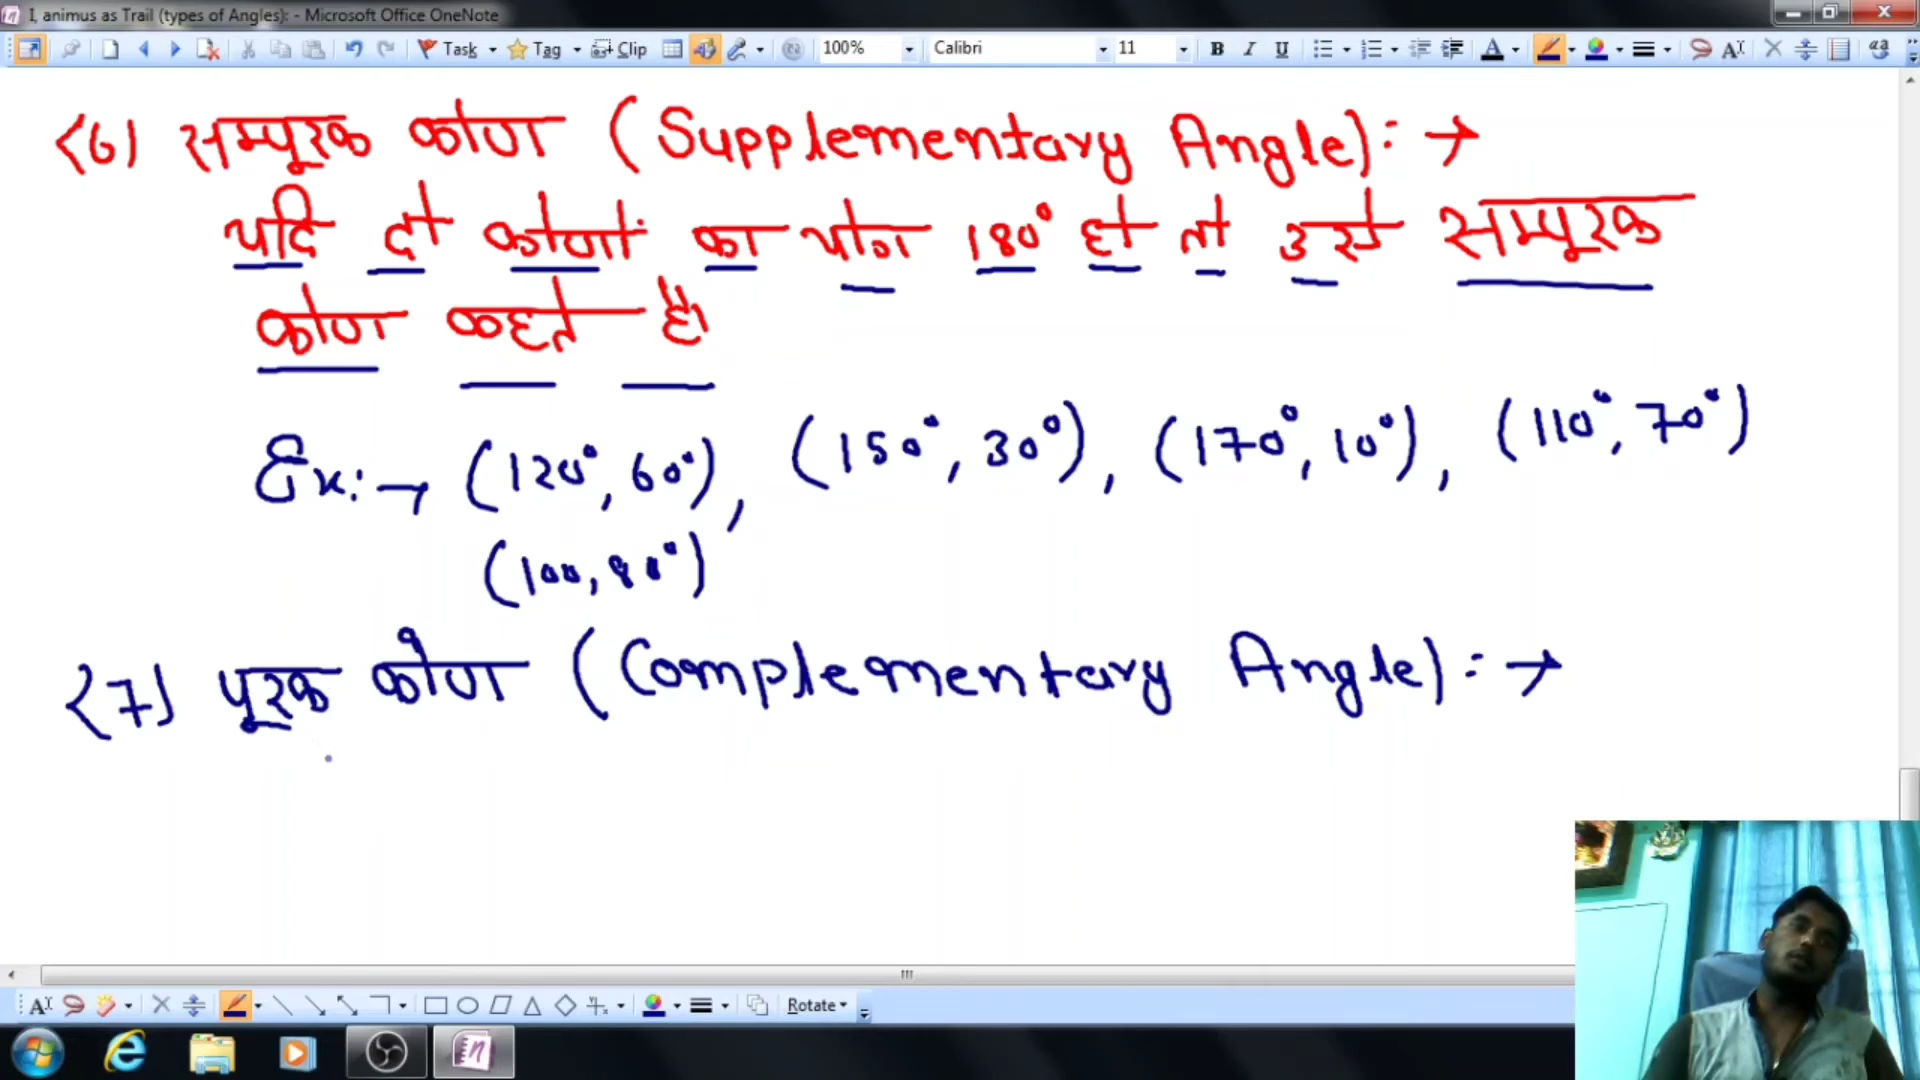 I, animus as Trail (types of Angles): - Microsoft Office OneNote
Task Tag Clip 100% Calibri 11 B I U
(6) सम्पूरक कोण (Supplementary Angle): →
यदि दो कोणों का योग 180° हो तो उसे सम्पूरक
कोण कहते हैं।
Ex: → (120°, 60°), (150°, 30°), (170°, 10°), (110°, 70°)
(100, 80°)
(7) पूरक कोण (Complementary Angle): →
Rotate